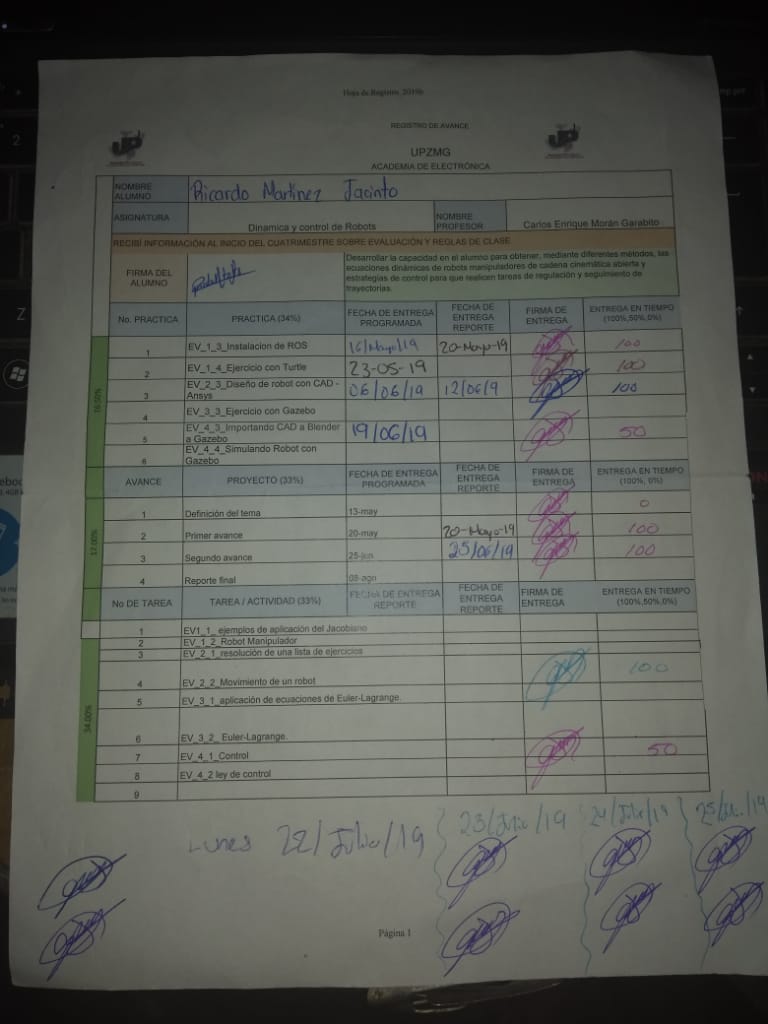 Hoja de Registro 2019b
REGISTRO DE AVANCE
UPZMG
ACADEMIA DE ELECTRÓNICA
NOMBRE ALUMNO Ricardo Martinez Jacinto
ASIGNATURA Dinamica y control de Robots NOMBRE PROFESOR Carlos Enrique Morán Garabito
RECIBÍ INFORMACIÓN AL INICIO DEL CUATRIMESTRE SOBRE EVALUACIÓN Y REGLAS DE CLASE
FIRMA DEL ALUMNO
Desarrollar la capacidad en el alumno para obtener, mediante diferentes métodos, las
ecuaciones dinámicas de robots manipuladores de cadena cinemática abierta y
estrategias de control para que realicen tareas de regulación y seguimiento de
trayectorias.
No. PRACTICA PRACTICA (34%) FECHA DE ENTREGA PROGRAMADA FECHA DE ENTREGA REPORTE FIRMA DE ENTREGA ENTREGA EN TIEMPO (100%,50%,0%)
1 EV_1_3_Instalacion de ROS 16/Mayo/19 20-Mayo-19 100
2 EV_1_4_Ejercicio con Turtle 23-05-19 100
3 EV_2_3_Diseño de robot con CAD - Ansys 06/06/19 12/06/9 100
4 EV_3_3_Ejercicio con Gazebo
5 EV_4_3_Importando CAD a Blender a Gazebo 19/06/19 50
6 EV_4_4_Simulando Robot con Gazebo
AVANCE PROYECTO (33%) FECHA DE ENTREGA PROGRAMADA FECHA DE ENTREGA REPORTE FIRMA DE ENTREGA ENTREGA EN TIEMPO (100%, 0%)
1 Definición del tema 13-may 0
2 Primer avance 20-may 20-Mayo-19 100
3 Segundo avance 25-jun 25/06/19 100
4 Reporte final 08-ago
17.00%
No DE TAREA TAREA / ACTIVIDAD (33%) FECHA DE ENTREGA REPORTE FECHA DE ENTREGA REPORTE FIRMA DE ENTREGA ENTREGA EN TIEMPO (100%,50%,0%)
1 EV1_1_ ejemplos de aplicación del Jacobiano
2 EV_1_2_Robot Manipulador
3 EV_2_1_resolución de una lista de ejercicios
4 EV_2_2_Movimiento de un robot 100
5 EV_3_1_aplicación de ecuaciones de Euler-Lagrange.
6 EV_3_2_ Euler-Lagrange.
7 EV_4_1_Control 50
8 EV_4_2 ley de control
9
34.00%
Lunes 22/Julio/19 23/Julio/19 24/Julio/19
Página 1